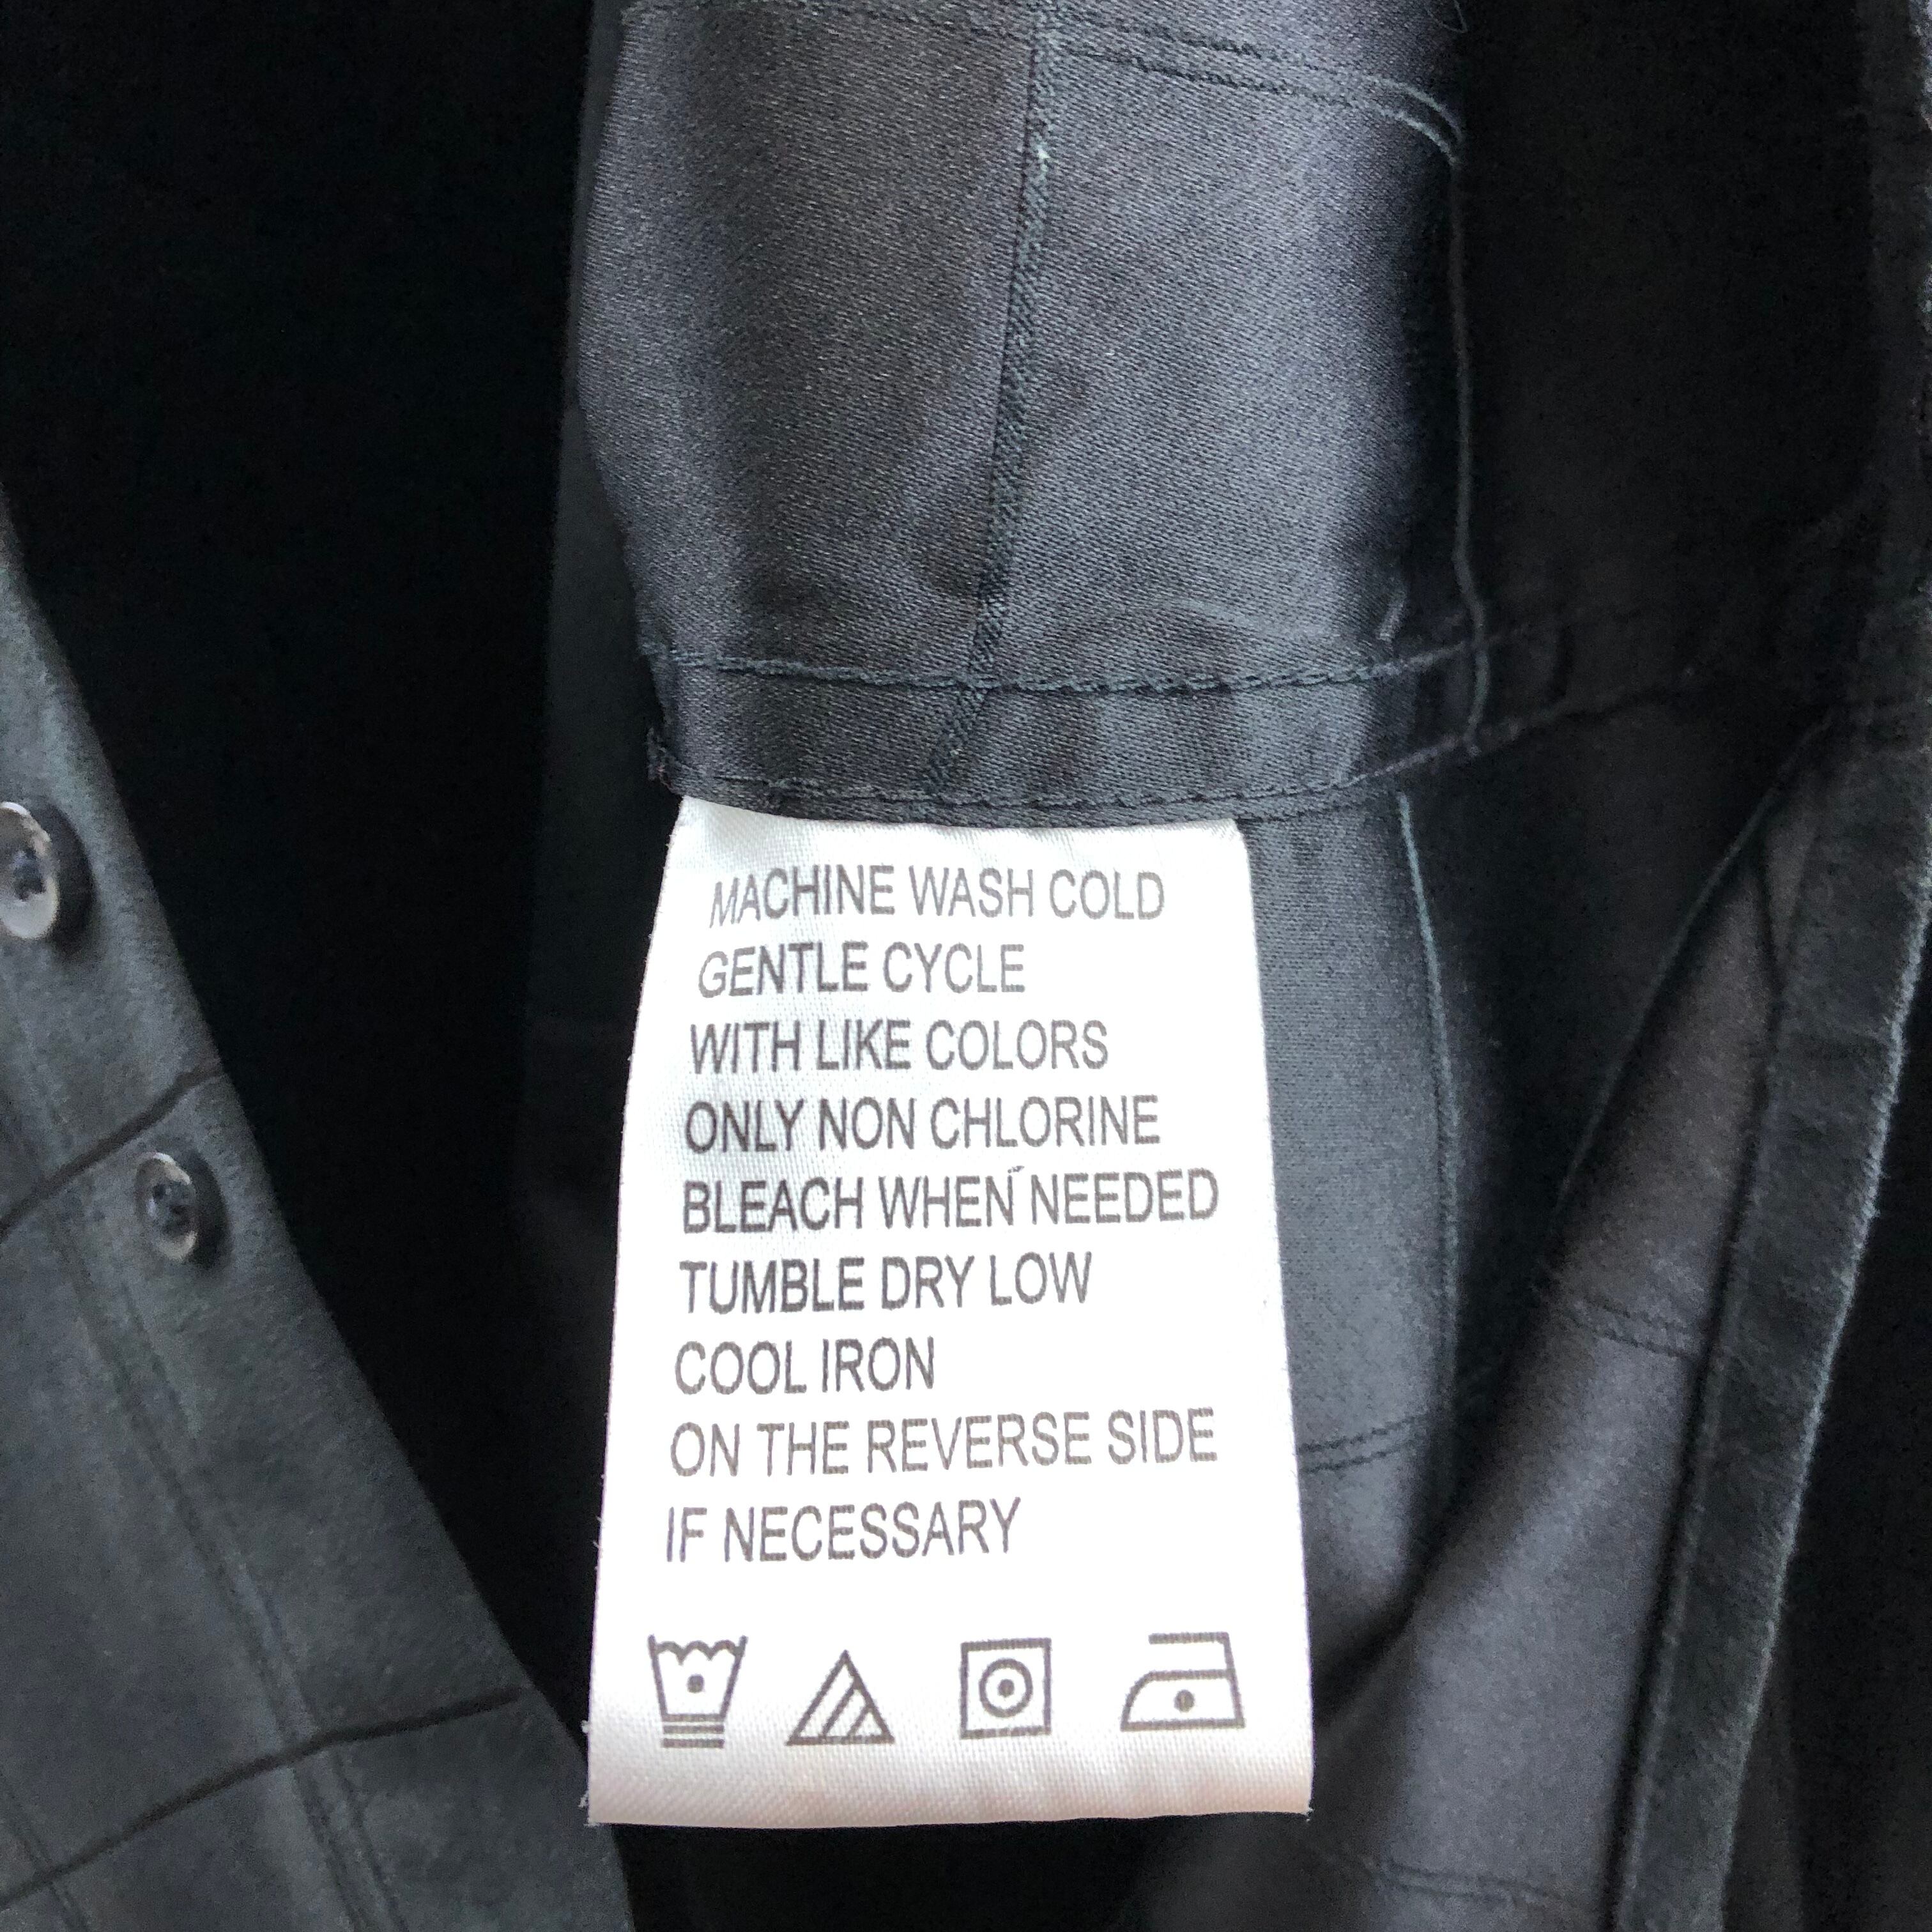 MACHINE WASH COLD
GENTLE CYCLE
WITH LIKE COLORS
ONLY NON CHLORINE
BLEACH WHEN NEEDED
TUMBLE DRY LOW
COOL IRON
ON THE REVERSE SIDE
IF NECESSARY